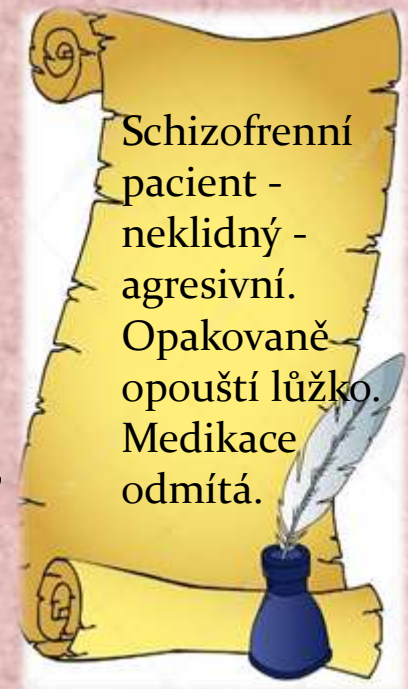 Schizofrenní
pacient -
neklidný -
agresivní.
Opakovaně
opouští lůžko.
Medikace
odmítá.